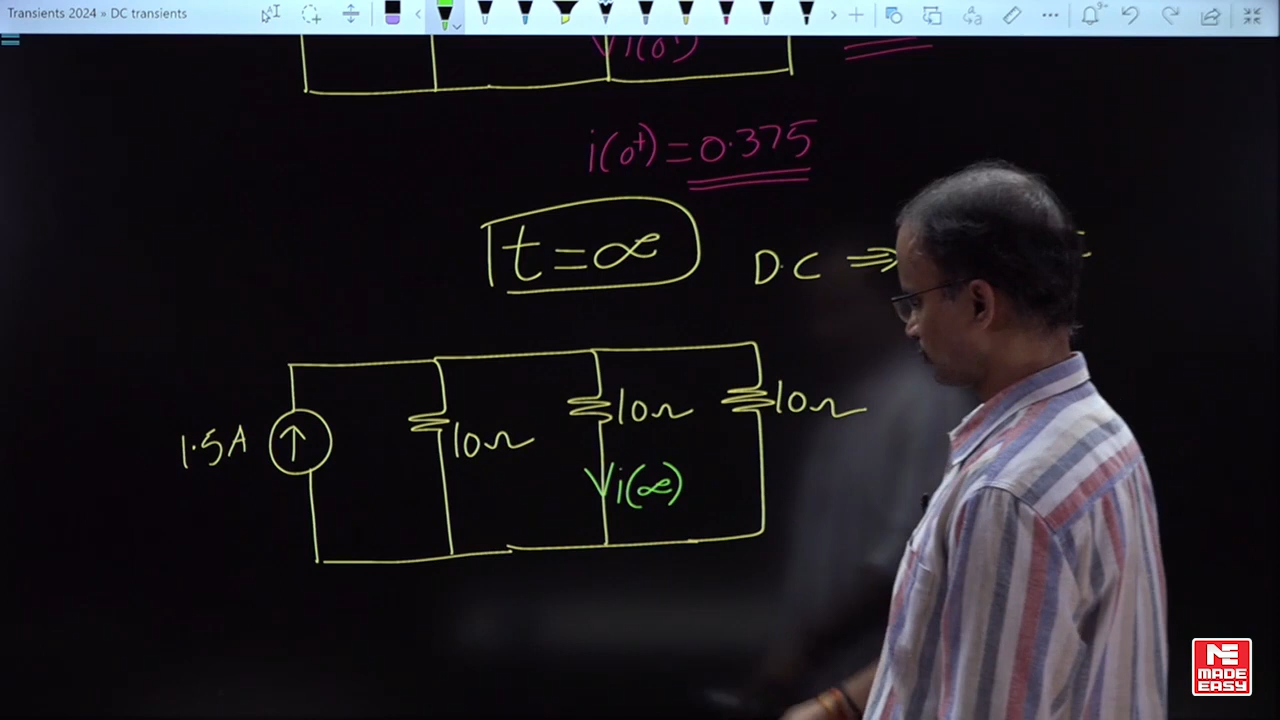 Transients 2024 » DC transients
i(0⁺)
i(0⁺) = 0.375
t = ∞
D.C ⇒
1.5A
10Ω
10Ω
10Ω
i(∞)
MADE
EASY